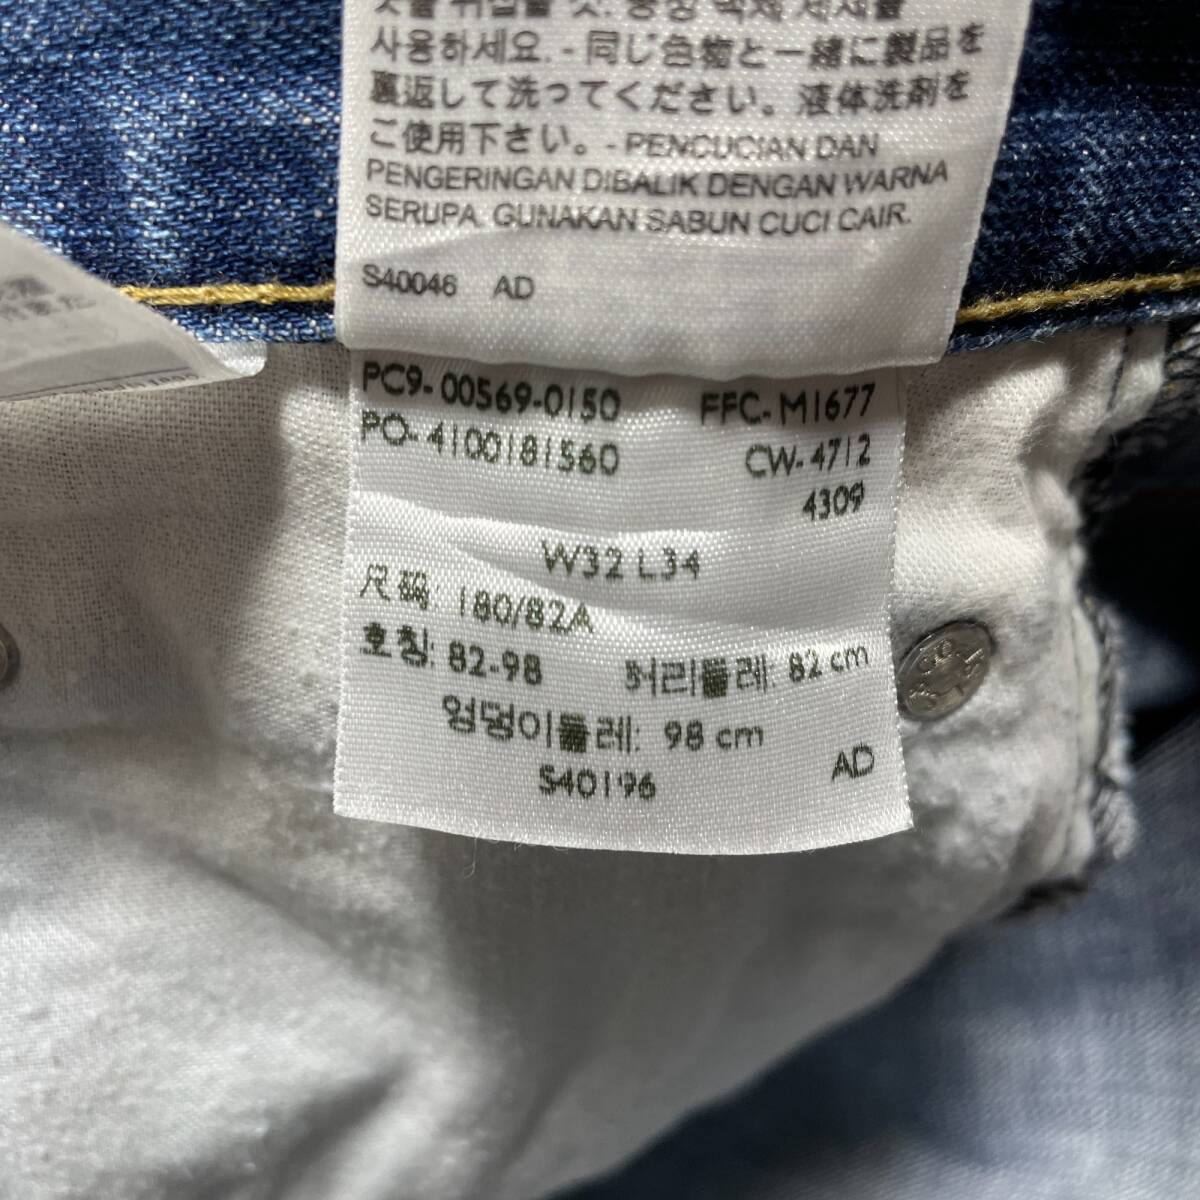 사용하세요. - 同じ色物と一緒に製品を
裏返して洗ってください。液体洗剤を
ご使用下さい。- PENCUCIAN DAN
PENGERINGAN DIBALIK DENGAN WARNA
SERUPA. GUNAKAN SABUN CUCI CAIR.
S40046 AD
PC9-00569-0150 FFC-M1677
PO-4100181560 CW-4712
4309
W32 L34
尺码: 180/82A
호칭: 82-98 허리둘레: 82 cm
엉덩이둘레: 98 cm
S40196 AD